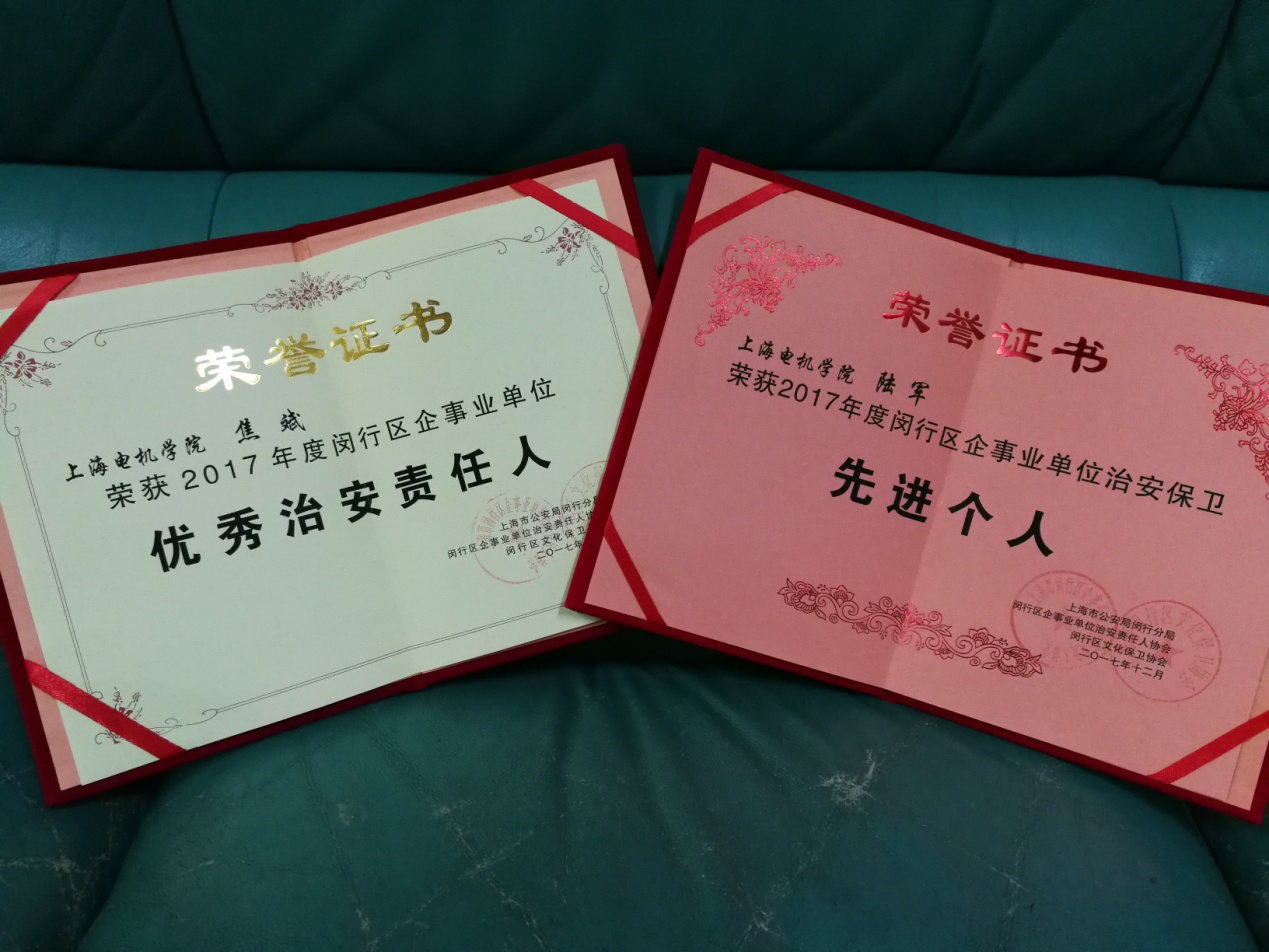 荣誉证书
上海电机学院 焦斌
荣获2017年度闵行区企事业单位
优秀治安责任人
上海市公安局闵行分局
闵行区企事业单位治安责任人协
闵行区文化保卫
二〇一七年
荣誉证书
上海电机学院 陆军
荣获2017年度闵行区企事业单位治安保卫
先进个人
上海市公安局闵行分局
闵行区企事业单位治安责任人协会
闵行区文化保卫协会
二〇一七年十二月